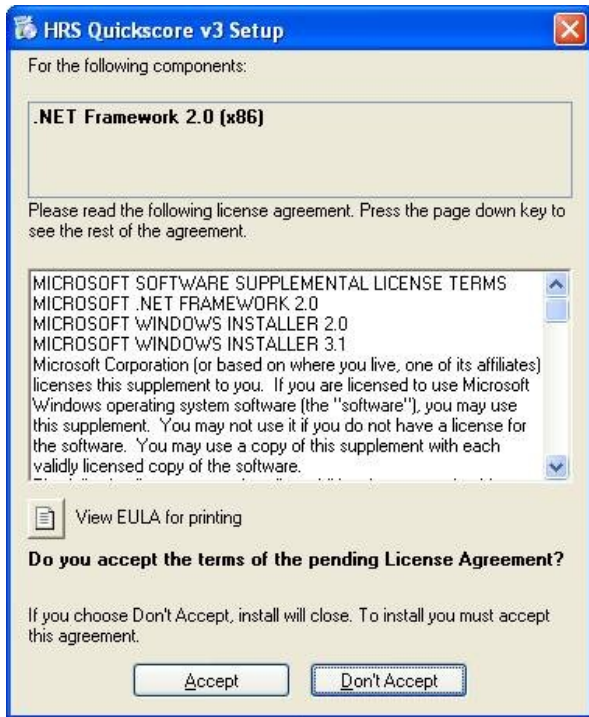 HRS Quickscore v3 Setup
For the following components:
.NET Framework 2.0 (x86)
Please read the following license agreement. Press the page down key to
see the rest of the agreement.
MICROSOFT SOFTWARE SUPPLEMENTAL LICENSE TERMS
MICROSOFT .NET FRAMEWORK 2.0
MICROSOFT WINDOWS INSTALLER 2.0
MICROSOFT WINDOWS INSTALLER 3.1
Microsoft Corporation (or based on where you live, one of its affiliates)
licenses this supplement to you.  If you are licensed to use Microsoft
Windows operating system software (the "software"), you may use
this supplement.  You may not use it if you do not have a license for
the software.  You may use a copy of this supplement with each
validly licensed copy of the software.
View EULA for printing
Do you accept the terms of the pending License Agreement?
If you choose Don't Accept, install will close. To install you must accept
this agreement.
Accept
Don't Accept